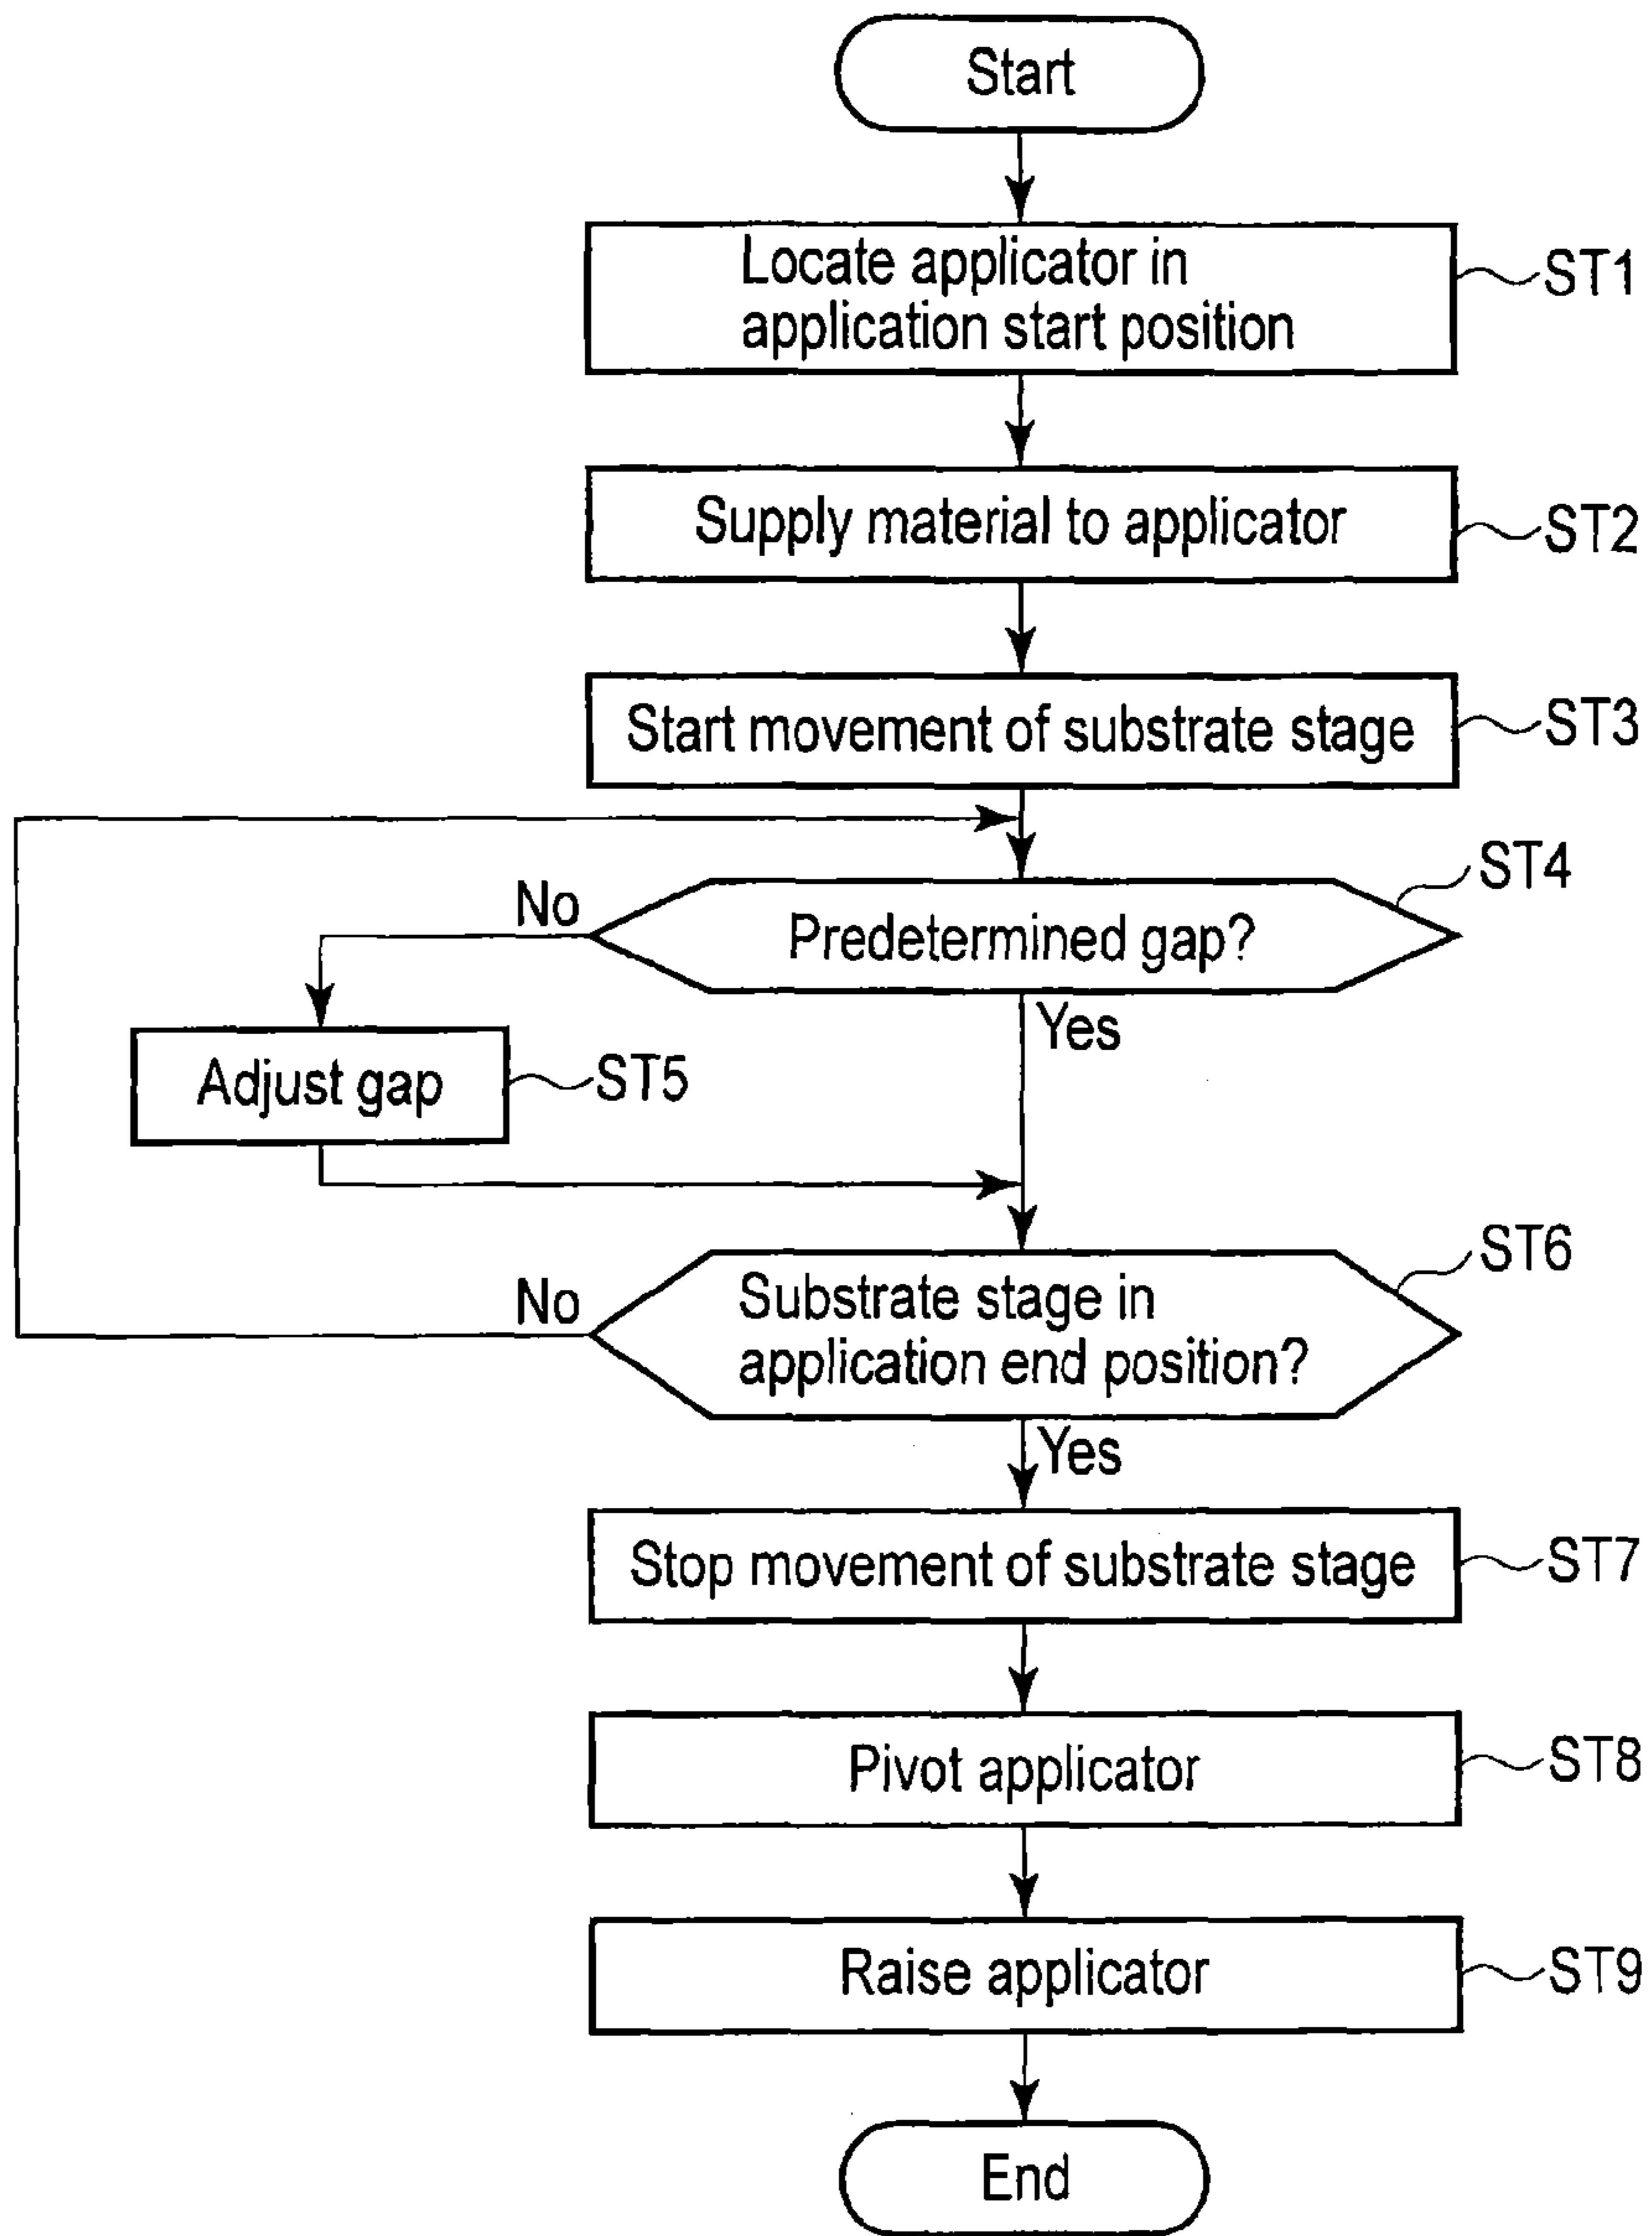 Start
Locate applicator in
application start position
ST1
Supply material to applicator
ST2
Start movement of substrate stage
ST3
ST4
No
Predetermined gap?
Yes
Adjust gap
ST5
ST6
No
Substrate stage in
application end position?
Yes
Stop movement of substrate stage
ST7
Pivot applicator
ST8
Raise applicator
ST9
End